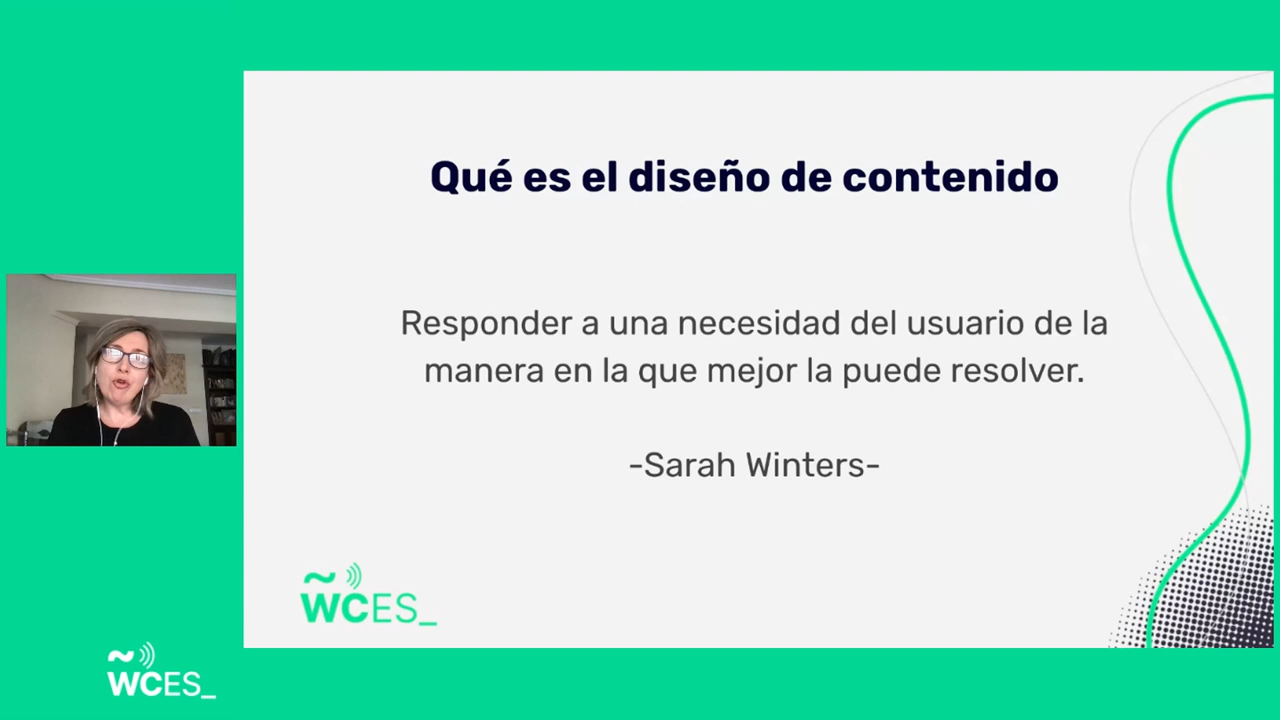 Qué es el diseño de contenido
Responder a una necesidad del usuario de la
manera en la que mejor la puede resolver.
-Sarah Winters-
WCES_
WCES_